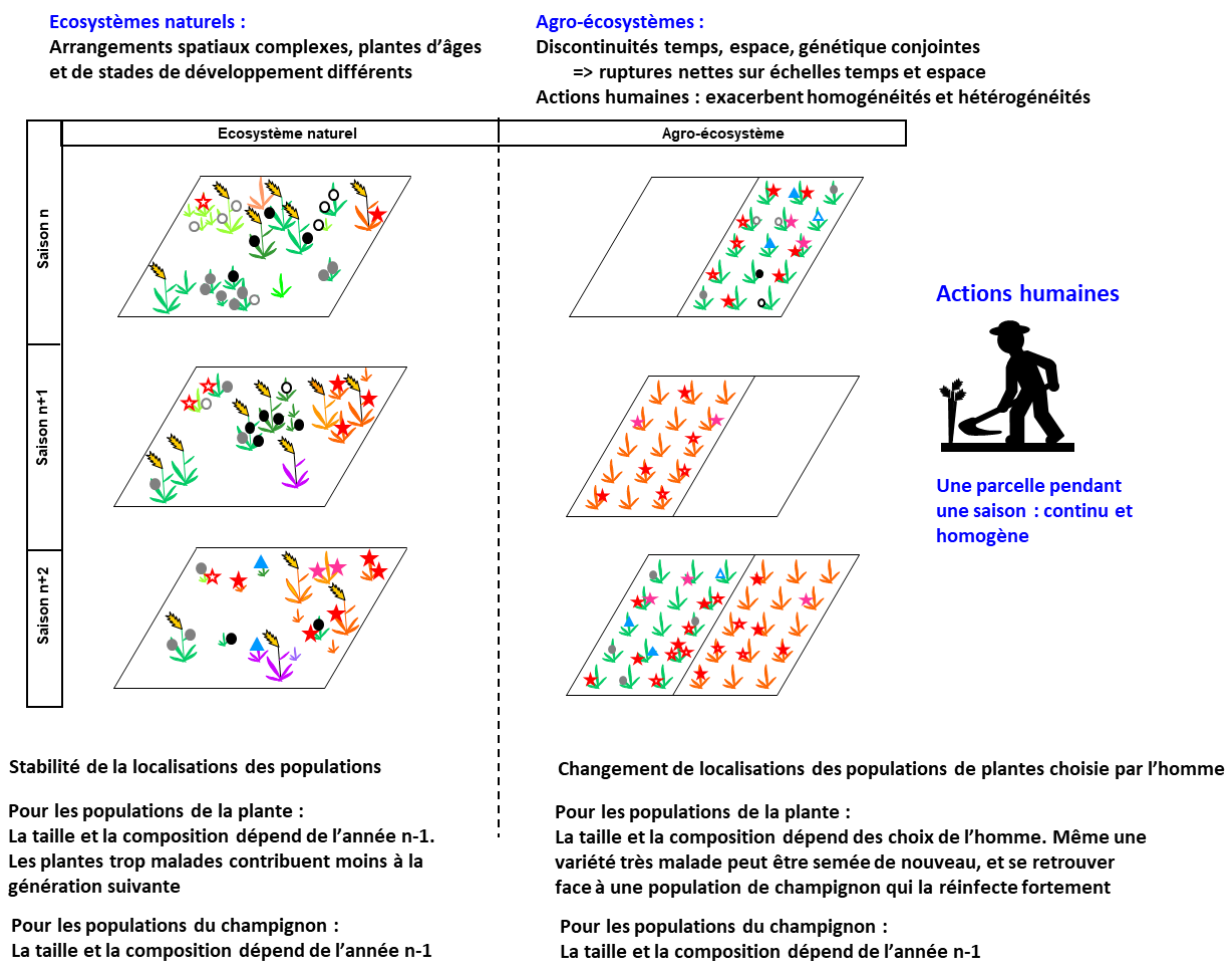 Ecosystèmes naturels :
Arrangements spatiaux complexes, plantes d'âges
et de stades de développement différents
Agro-écosystèmes :
Discontinuités temps, espace, génétique conjointes
=> ruptures nettes sur échelles temps et espace
Actions humaines : exacerbent homogénéités et hétérogénéités
Ecosystème naturel
Agro-écosystème
Saison n
Saison n+1
Saison n+2
Actions humaines
Une parcelle pendant
une saison : continu et
homogène
Stabilité de la localisations des populations
Pour les populations de la plante :
La taille et la composition dépend de l'année n-1.
Les plantes trop malades contribuent moins à la
génération suivante
Pour les populations du champignon :
La taille et la composition dépend de l'année n-1
Changement de localisations des populations de plantes choisie par l'homme
Pour les populations de la plante :
La taille et la composition dépend des choix de l'homme. Même une
variété très malade peut être semée de nouveau, et se retrouver
face à une population de champignon qui la réinfecte fortement
Pour les populations du champignon :
La taille et la composition dépend de l'année n-1